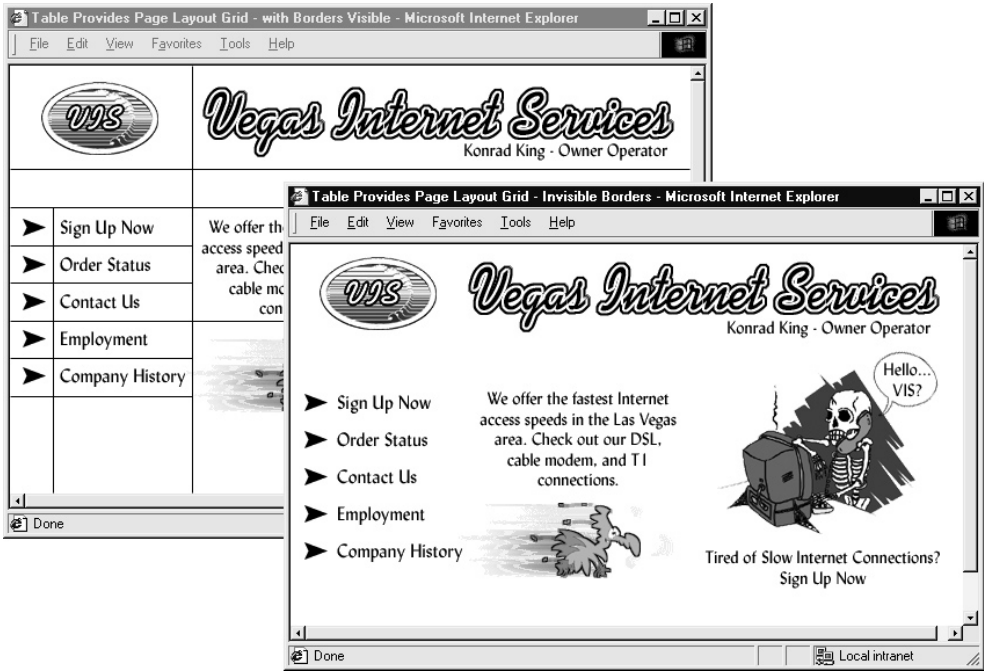 Table Provides Page Layout Grid - with Borders Visible - Microsoft Internet Explorer
File Edit View Favorites Tools Help
VIS
Vegas Internet Services
Konrad King - Owner Operator
Sign Up Now
Order Status
Contact Us
Employment
Company History
We offer th
access speed
area. Chec
cable mo
con
Done
Table Provides Page Layout Grid - Invisible Borders - Microsoft Internet Explorer
File Edit View Favorites Tools Help
VIS
Vegas Internet Services
Konrad King - Owner Operator
Sign Up Now
Order Status
Contact Us
Employment
Company History
We offer the fastest Internet
access speeds in the Las Vegas
area. Check out our DSL,
cable modem, and T1
connections.
Hello...
VIS?
Tired of Slow Internet Connections?
Sign Up Now
Done
Local intranet